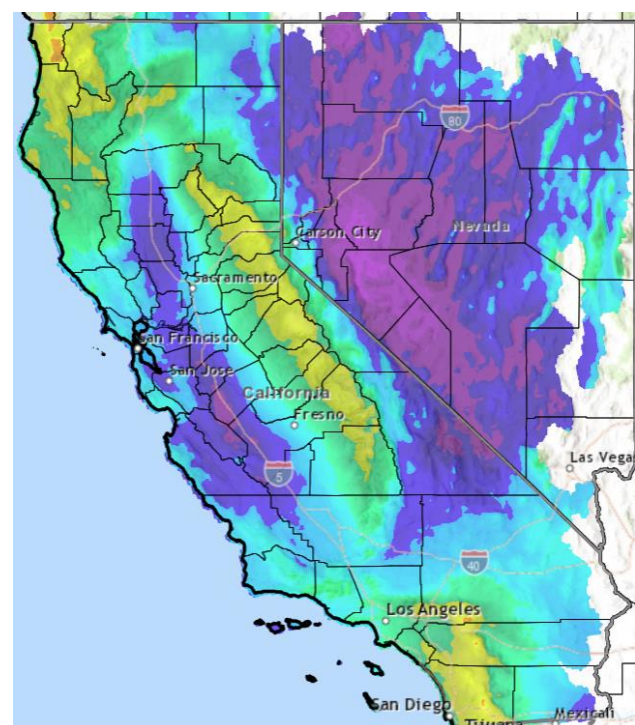 80
Nevada
Carson City
Sacramento
San Francisco
San Jose
California
Fresno
5
Las Vegas
40
Los Angeles
San Diego
Tijuana
Mexicali